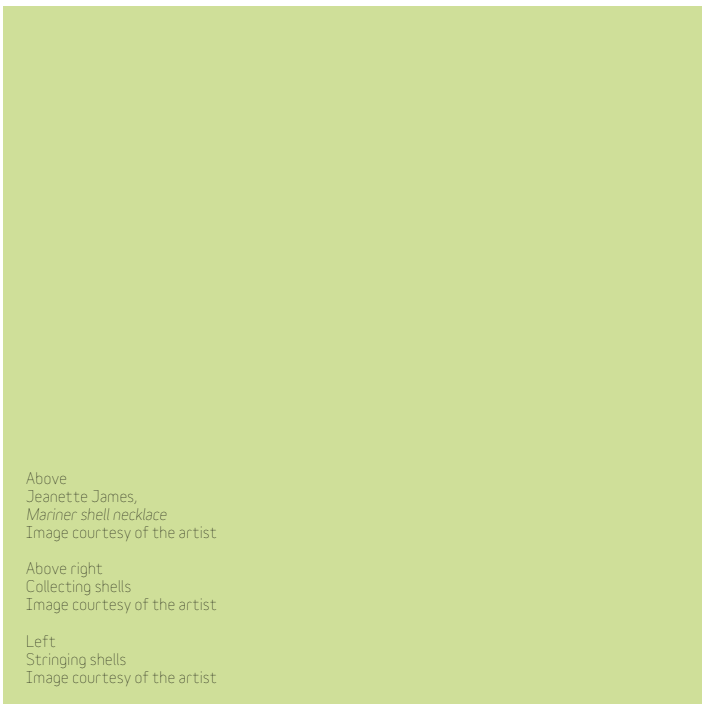 Above
Jeanette James,
Mariner shell necklace
Image courtesy of the artist
Above right
Collecting shells
Image courtesy of the artist
Left
Stringing shells
Image courtesy of the artist